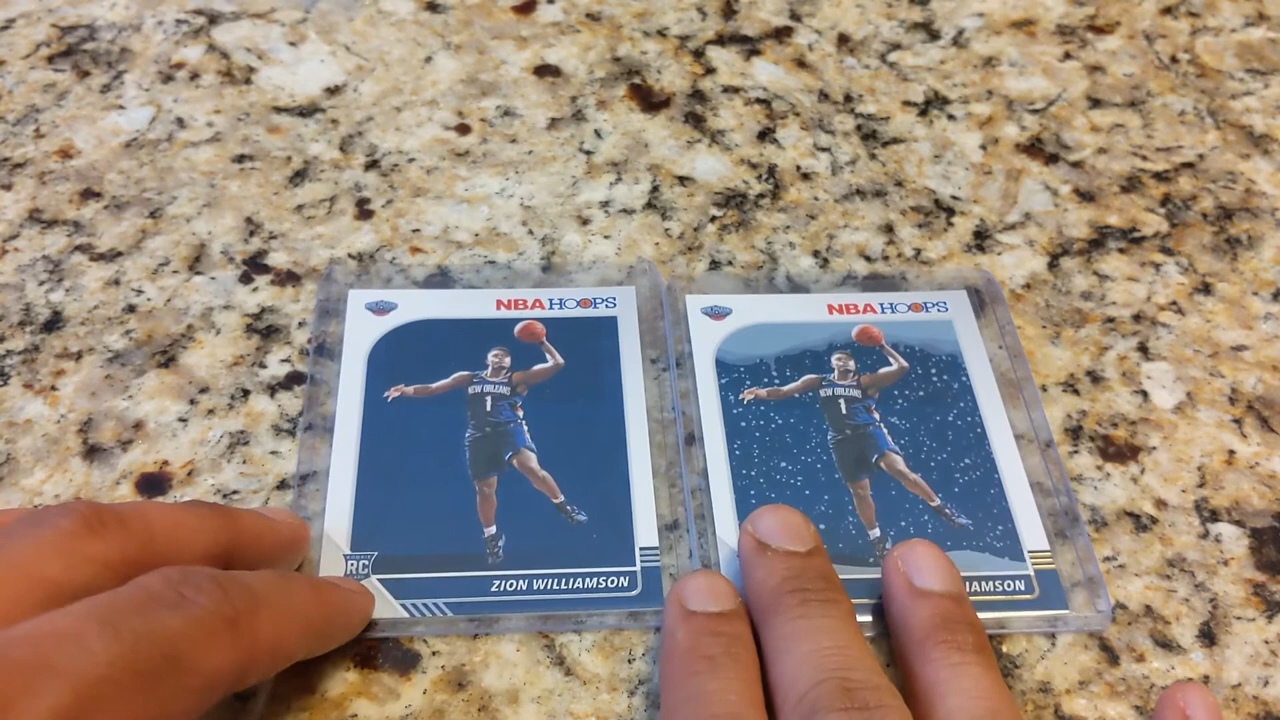 NBA HOOPS
NEW ORLEANS
1
ROOKIE
RC
ZION WILLIAMSON
NBA HOOPS
NEW ORLEANS
1
IAMSON